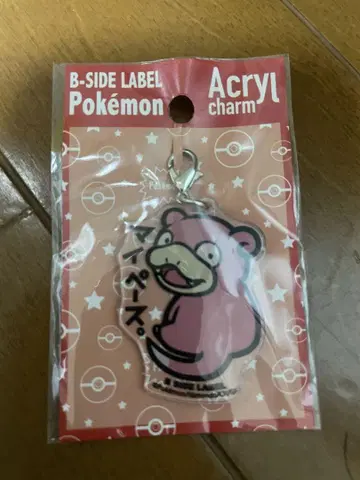 B-SIDE LABEL
Pokémon
Acryl
charm
マイペース。
B-SIDE LABEL